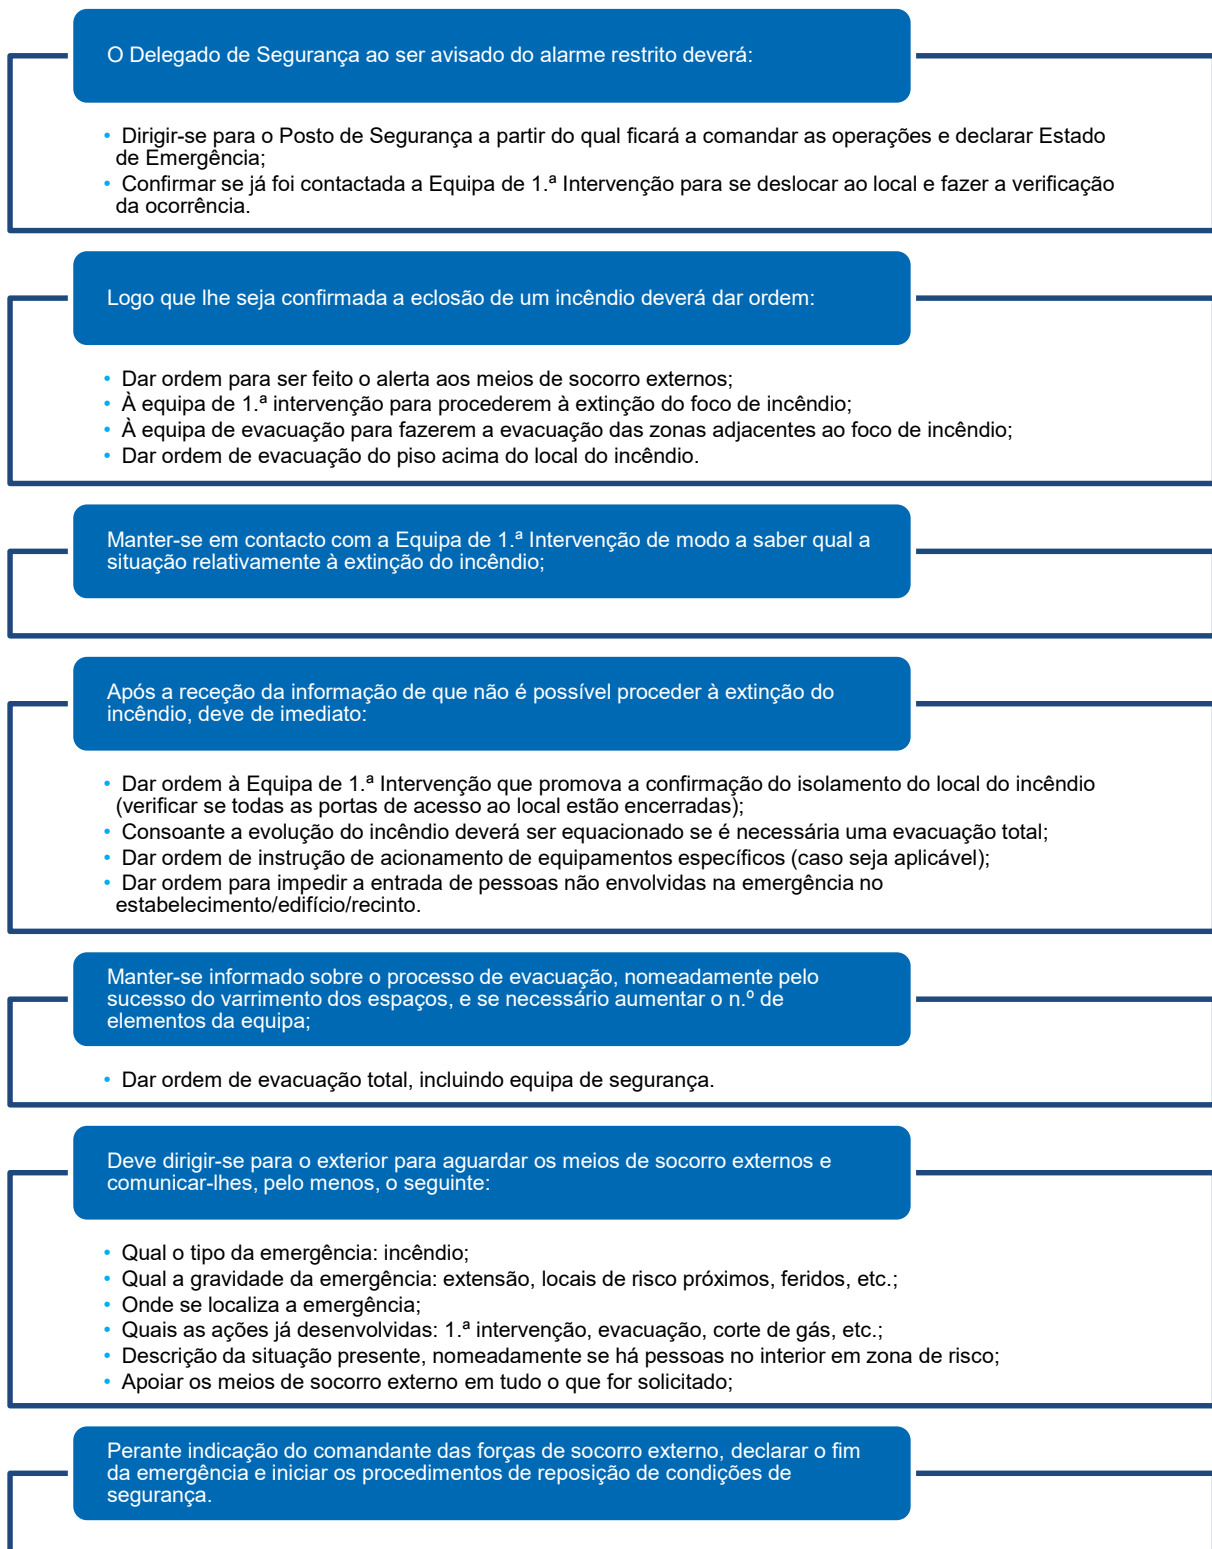 O Delegado de Segurança ao ser avisado do alarme restrito deverá:
• Dirigir-se para o Posto de Segurança a partir do qual ficará a comandar as operações e declarar Estado
de Emergência;
• Confirmar se já foi contactada a Equipa de 1.ª Intervenção para se deslocar ao local e fazer a verificação
da ocorrência.
Logo que lhe seja confirmada a eclosão de um incêndio deverá dar ordem:
• Dar ordem para ser feito o alerta aos meios de socorro externos;
• À equipa de 1.ª intervenção para procederem à extinção do foco de incêndio;
• À equipa de evacuação para fazerem a evacuação das zonas adjacentes ao foco de incêndio;
• Dar ordem de evacuação do piso acima do local do incêndio.
Manter-se em contacto com a Equipa de 1.ª Intervenção de modo a saber qual a
situação relativamente à extinção do incêndio;
Após a receção da informação de que não é possível proceder à extinção do
incêndio, deve de imediato:
• Dar ordem à Equipa de 1.ª Intervenção que promova a confirmação do isolamento do local do incêndio
(verificar se todas as portas de acesso ao local estão encerradas);
• Consoante a evolução do incêndio deverá ser equacionado se é necessária uma evacuação total;
• Dar ordem de instrução de acionamento de equipamentos específicos (caso seja aplicável);
• Dar ordem para impedir a entrada de pessoas não envolvidas na emergência no
estabelecimento/edifício/recinto.
Manter-se informado sobre o processo de evacuação, nomeadamente pelo
sucesso do varrimento dos espaços, e se necessário aumentar o n.º de
elementos da equipa;
• Dar ordem de evacuação total, incluindo equipa de segurança.
Deve dirigir-se para o exterior para aguardar os meios de socorro externos e
comunicar-lhes, pelo menos, o seguinte:
• Qual o tipo da emergência: incêndio;
• Qual a gravidade da emergência: extensão, locais de risco próximos, feridos, etc.;
• Onde se localiza a emergência;
• Quais as ações já desenvolvidas: 1.ª intervenção, evacuação, corte de gás, etc.;
• Descrição da situação presente, nomeadamente se há pessoas no interior em zona de risco;
• Apoiar os meios de socorro externo em tudo o que for solicitado;
Perante indicação do comandante das forças de socorro externo, declarar o fim
da emergência e iniciar os procedimentos de reposição de condições de
segurança.